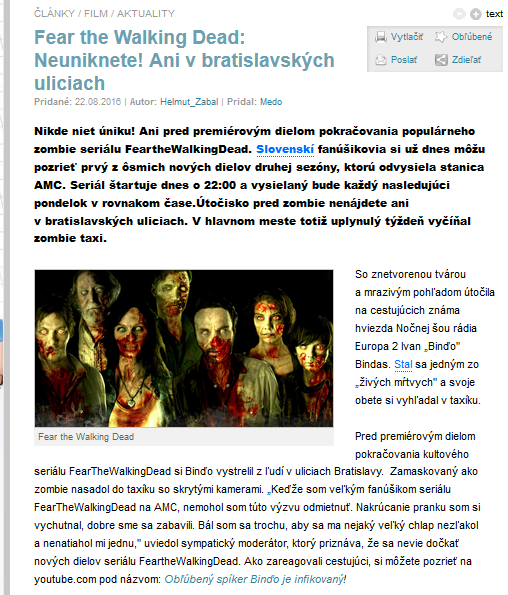 ČLÁNKY / FILM / AKTUALITY
text
Fear the Walking Dead:
Neuniknete! Ani v bratislavských
uliciach
Vytlačiť
Obľúbené
Poslať
Zdieľať
Pridané: 22.08.2016 | Autor: Helmut_Zabal | Pridal: Medo
Nikde niet úniku! Ani pred premiérovým dielom pokračovania populárneho
zombie seriálu FeartheWalkingDead. Slovenskí fanúšikovia si už dnes môžu
pozrieť prvý z ôsmich nových dielov druhej sezóny, ktorú odvysiela stanica
AMC. Seriál štartuje dnes o 22:00 a vysielaný bude každý nasledujúci
pondelok v rovnakom čase.Útočisko pred zombie nenájdete ani
v bratislavských uliciach. V hlavnom meste totiž uplynulý týždeň vyčíňal
zombie taxi.
So znetvorenou tvárou
a mrazivým pohľadom útočila
na cestujúcich známa
hviezda Nočnej šou rádia
Europa 2 Ivan „Binďo"
Bindas. Stal sa jedným zo
„živých mŕtvych" a svoje
obete si vyhľadal v taxíku.
Fear the Walking Dead
Pred premiérovým dielom
pokračovania kultového
seriálu FearTheWalkingDead si Binďo vystrelil z ľudí v uliciach Bratislavy. Zamaskovaný ako
zombie nasadol do taxíku so skrytými kamerami. „Keďže som veľkým fanúšikom seriálu
FearTheWalkingDead na AMC, nemohol som túto výzvu odmietnuť. Nakrúcanie pranku som si
vychutnal, dobre sme sa zabavili. Bál som sa trochu, aby sa ma nejaký veľký chlap nezľakol
a nenatiahol mi jednu," uviedol sympatický moderátor, ktorý priznáva, že sa nevie dočkať
nových dielov seriálu FeartheWalkingDead. Ako zareagovali cestujúci, si môžete pozrieť na
youtube.com pod názvom: Obľúbený spíker Binďo je infikovaný!